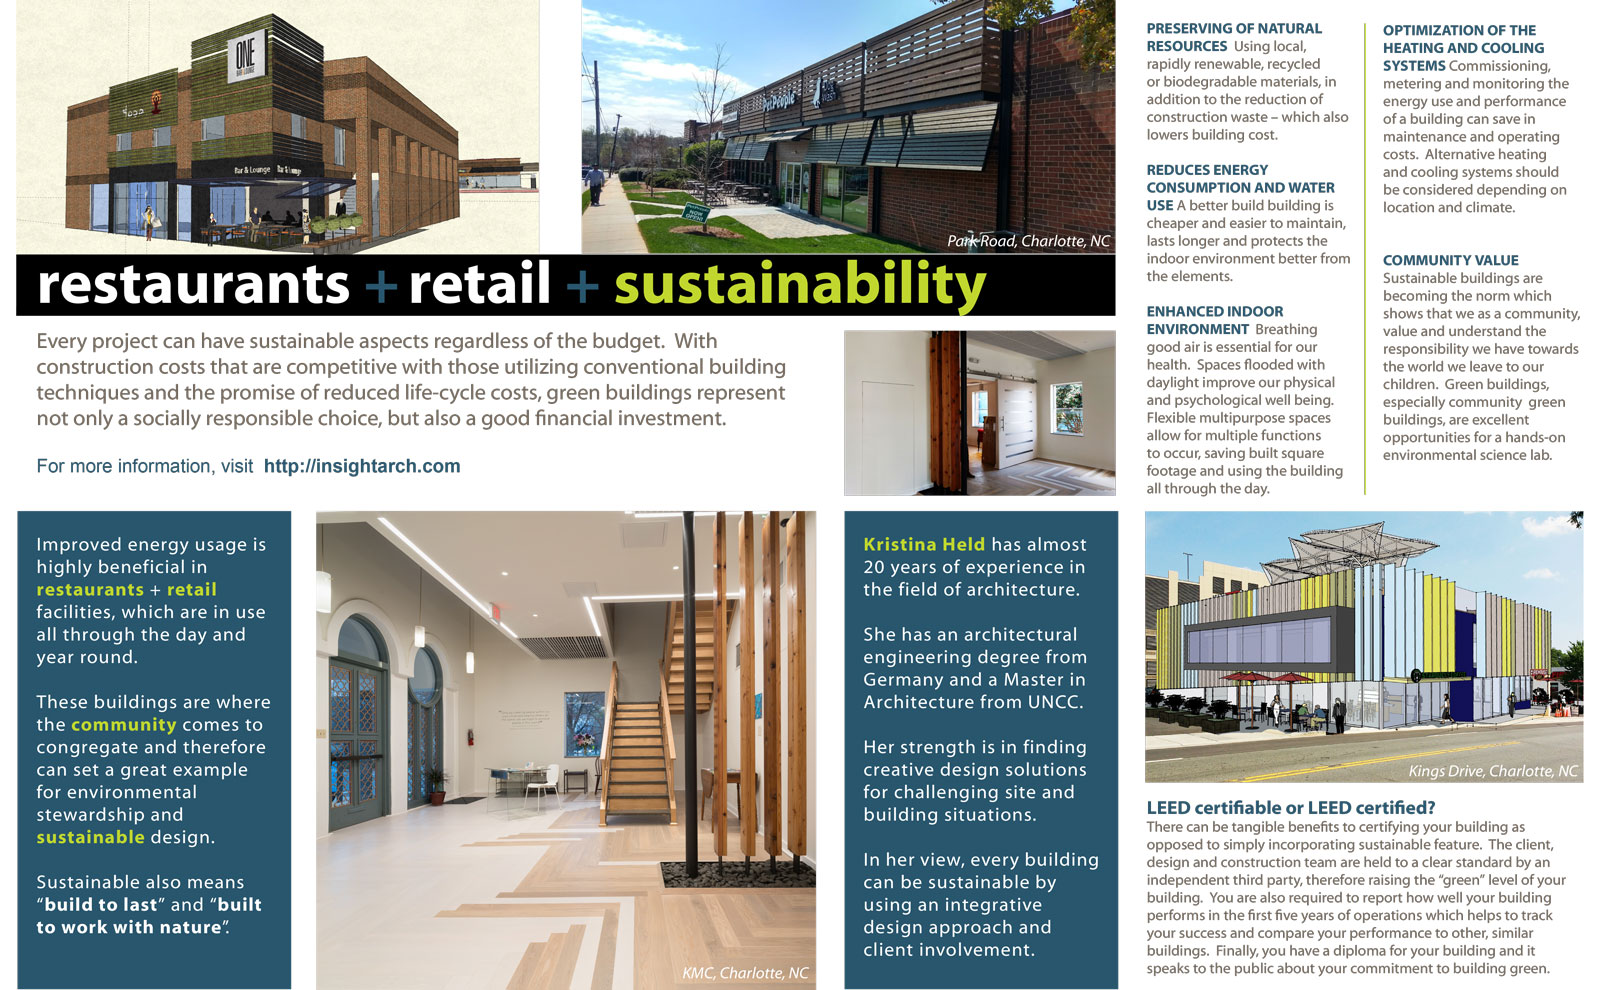 ONE
BAR & LOUNGE
food
Bar & Lounge Bar & Lounge
PetPeople
NOW
OPEN!
Park Road, Charlotte, NC
restaurants + retail + sustainability
Every project can have sustainable aspects regardless of the budget. With
construction costs that are competitive with those utilizing conventional building
techniques and the promise of reduced life-cycle costs, green buildings represent
not only a socially responsible choice, but also a good financial investment.
For more information, visit http://insightarch.com
Improved energy usage is
highly beneficial in
restaurants + retail
facilities, which are in use
all through the day and
year round.
These buildings are where
the community comes to
congregate and therefore
can set a great example
for environmental
stewardship and
sustainable design.
Sustainable also means
“build to last” and “built
to work with nature”.
KMC, Charlotte, NC
Kristina Held has almost
20 years of experience in
the field of architecture.
She has an architectural
engineering degree from
Germany and a Master in
Architecture from UNCC.
Her strength is in finding
creative design solutions
for challenging site and
building situations.
In her view, every building
can be sustainable by
using an integrative
design approach and
client involvement.
PRESERVING OF NATURAL
RESOURCES Using local,
rapidly renewable, recycled
or biodegradable materials, in
addition to the reduction of
construction waste – which also
lowers building cost.
REDUCES ENERGY
CONSUMPTION AND WATER
USE A better build building is
cheaper and easier to maintain,
lasts longer and protects the
indoor environment better from
the elements.
ENHANCED INDOOR
ENVIRONMENT Breathing
good air is essential for our
health. Spaces flooded with
daylight improve our physical
and psychological well being.
Flexible multipurpose spaces
allow for multiple functions
to occur, saving built square
footage and using the building
all through the day.
OPTIMIZATION OF THE
HEATING AND COOLING
SYSTEMS Commissioning,
metering and monitoring the
energy use and performance
of a building can save in
maintenance and operating
costs. Alternative heating
and cooling systems should
be considered depending on
location and climate.
COMMUNITY VALUE
Sustainable buildings are
becoming the norm which
shows that we as a community,
value and understand the
responsibility we have towards
the world we leave to our
children. Green buildings,
especially community green
buildings, are excellent
opportunities for a hands-on
environmental science lab.
Kings Drive, Charlotte, NC
LEED certifiable or LEED certified?
There can be tangible benefits to certifying your building as
opposed to simply incorporating sustainable feature. The client,
design and construction team are held to a clear standard by an
independent third party, therefore raising the “green” level of your
building. You are also required to report how well your building
performs in the first five years of operations which helps to track
your success and compare your performance to other, similar
buildings. Finally, you have a diploma for your building and it
speaks to the public about your commitment to building green.